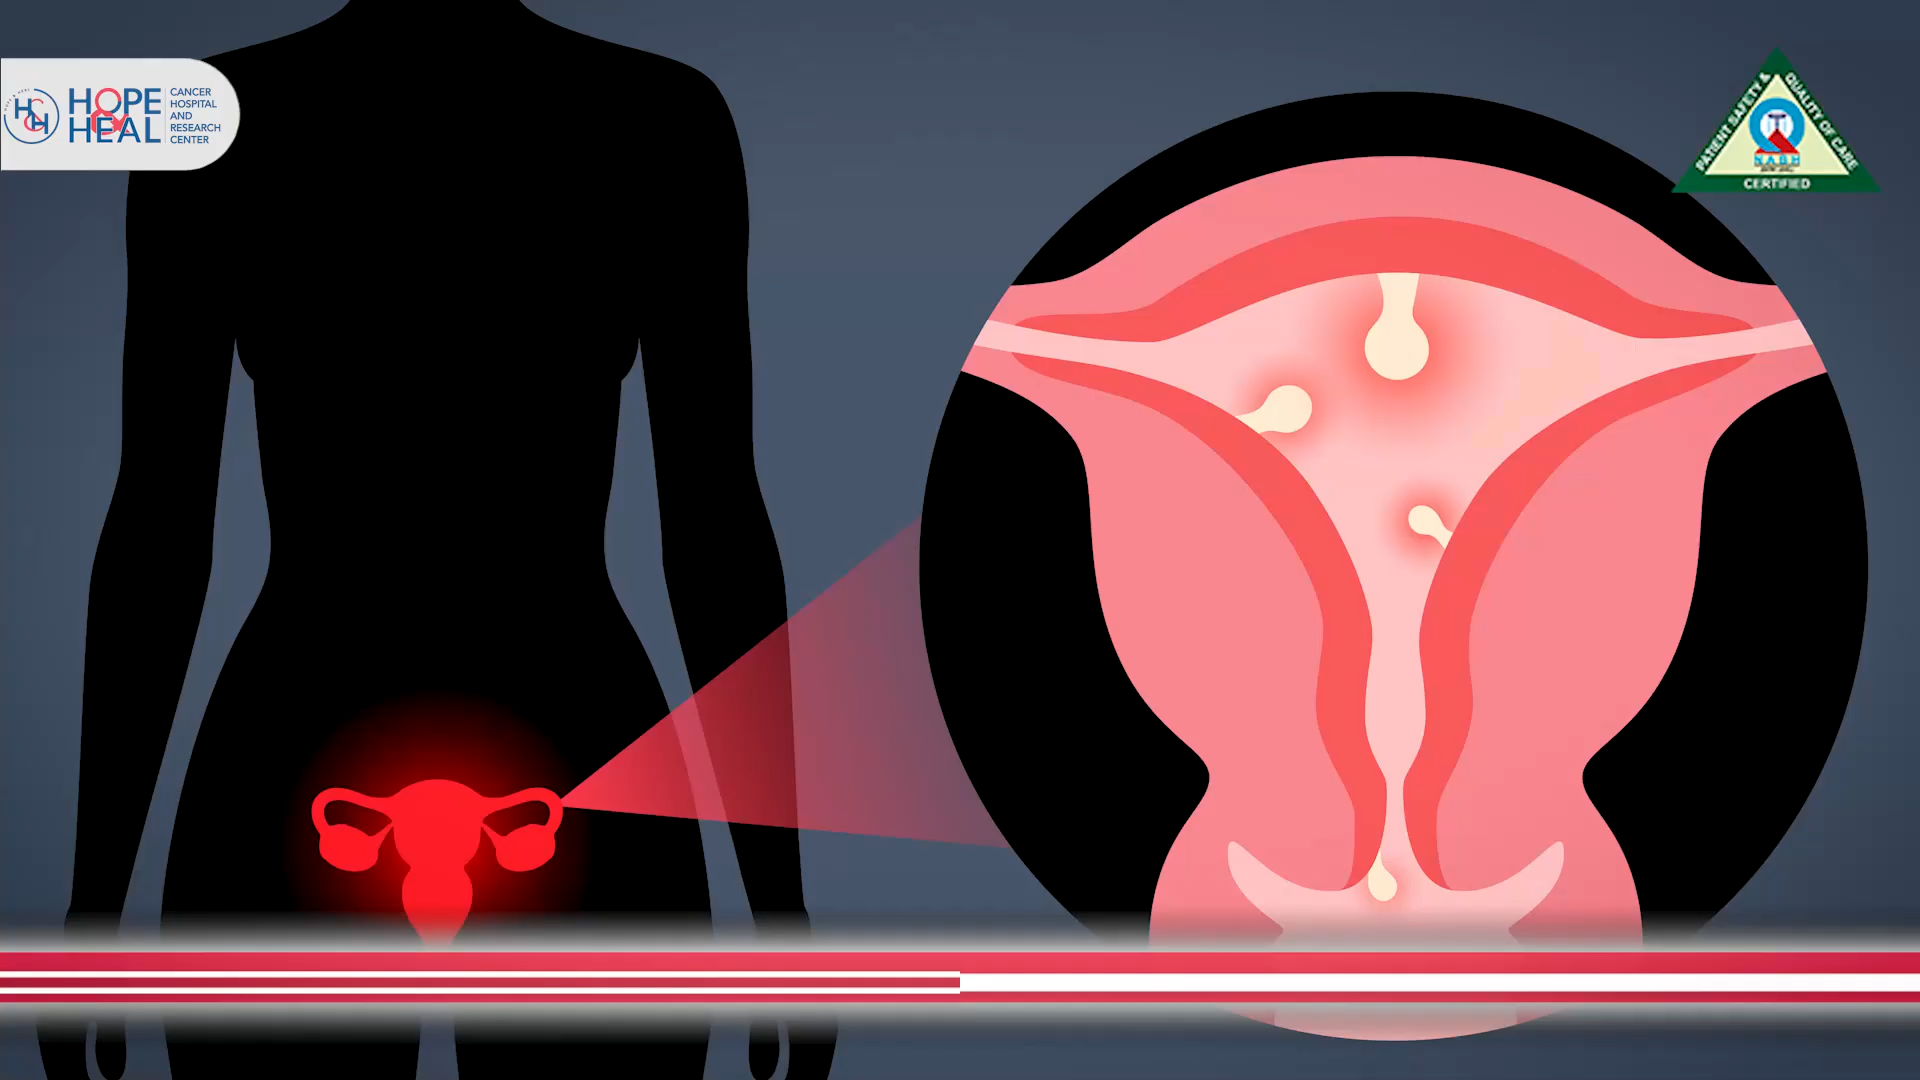 HOPE
& HEAL
CANCER
HOSPITAL
AND
RESEARCH
CENTER
PATIENT SAFETY &
QUALITY OF CARE
NABH
CERTIFIED